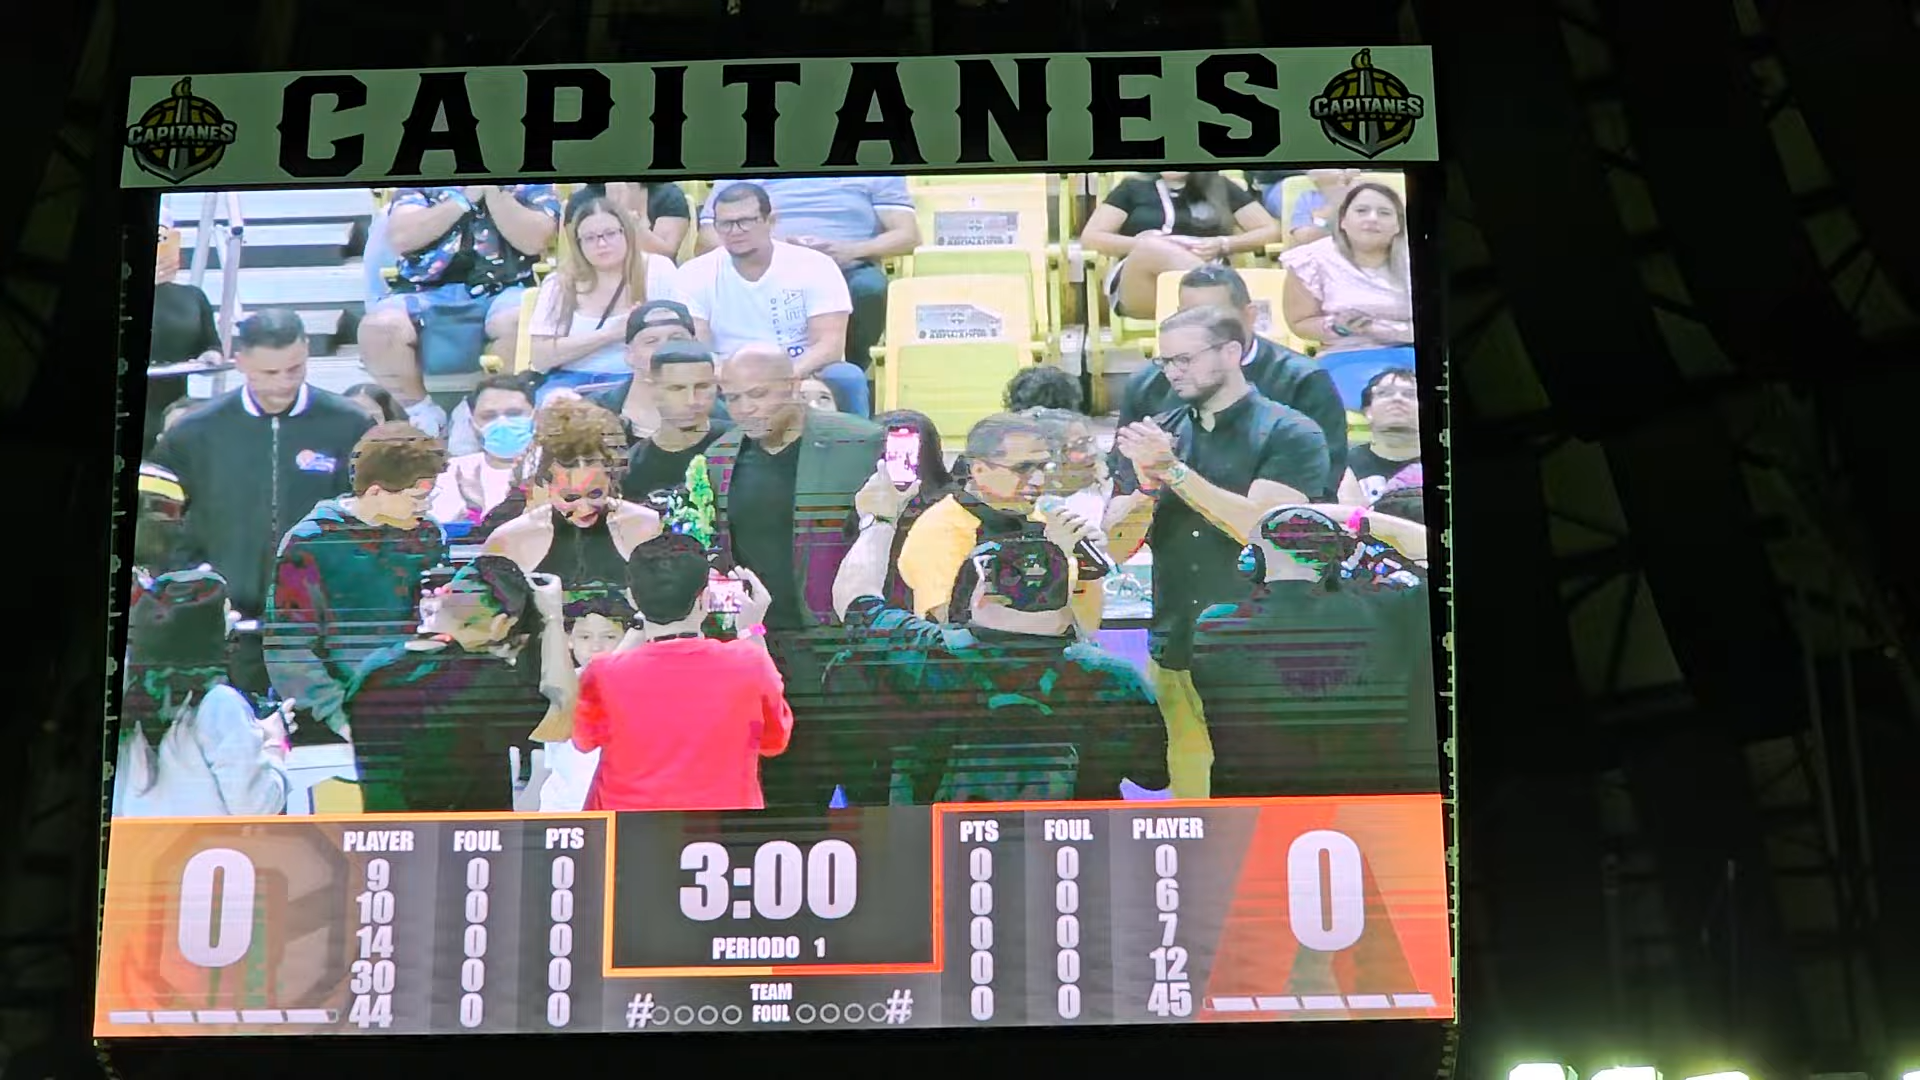 CAPITANES
CAPITANES
CAPITANES
0
PLAYER FOUL PTS
9 0 0
10 0 0
14 0 0
30 0 0
44 0 0
3:00
PERIODO 1
TEAM
FOUL
#
#
PTS FOUL PLAYER
0 0 0
0 0 6
0 0 7
0 0 12
0 0 45
0